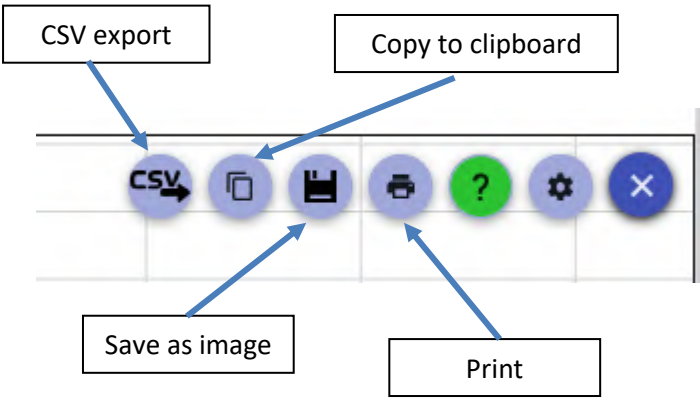 CSV export
Copy to clipboard
CSV
?
Save as image
Print